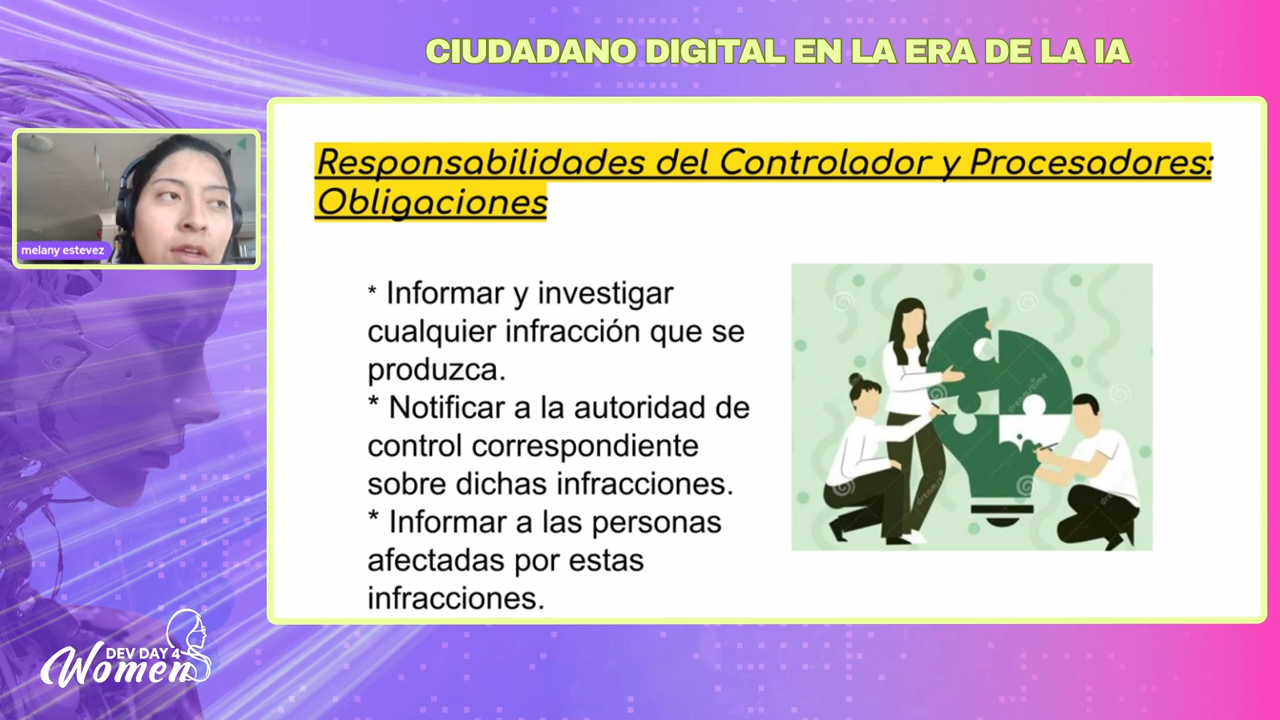 CIUDADANO DIGITAL EN LA ERA DE LA IA
melany estevez
Responsabilidades del Controlador y Procesadores:
Obligaciones
* Informar y investigar
cualquier infracción que se
produzca.
* Notificar a la autoridad de
control correspondiente
sobre dichas infracciones.
* Informar a las personas
afectadas por estas
infracciones.
DEV DAY 4
Women